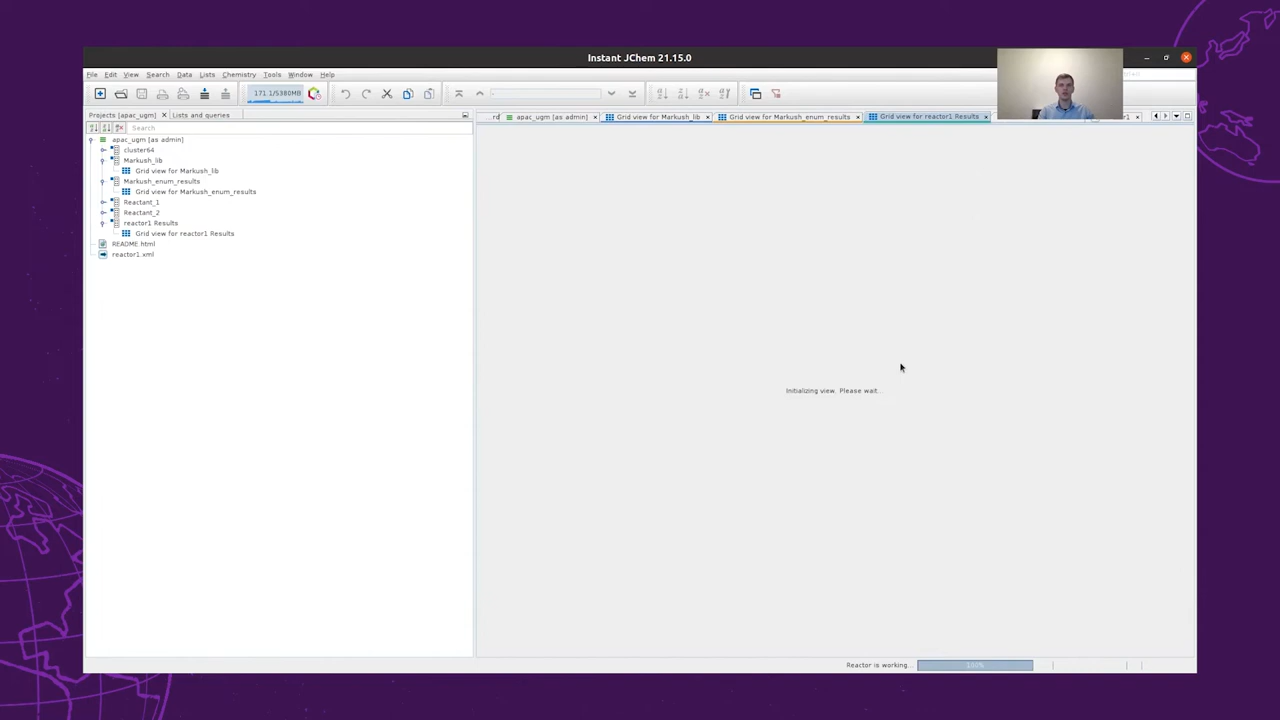 Instant JChem 21.15.0
File Edit View Search Data Lists Chemistry Tools Window Help
171.1/5380MB
Projects [apac_ugm] Lists and queries
apac_ugm [as admin] Grid view for Markush_lib Grid view for Markush_enum_results Grid view for reactor1 Results
Search
apac_ugm [as admin]
cluster64
Markush_lib
Grid view for Markush_lib
Markush_enum_results
Grid view for Markush_enum_results
Reactant_1
Reactant_2
reactor1 Results
Grid view for reactor1 Results
README.html
reactor1.xml
Initializing view. Please wait...
Reactor is working... 100%